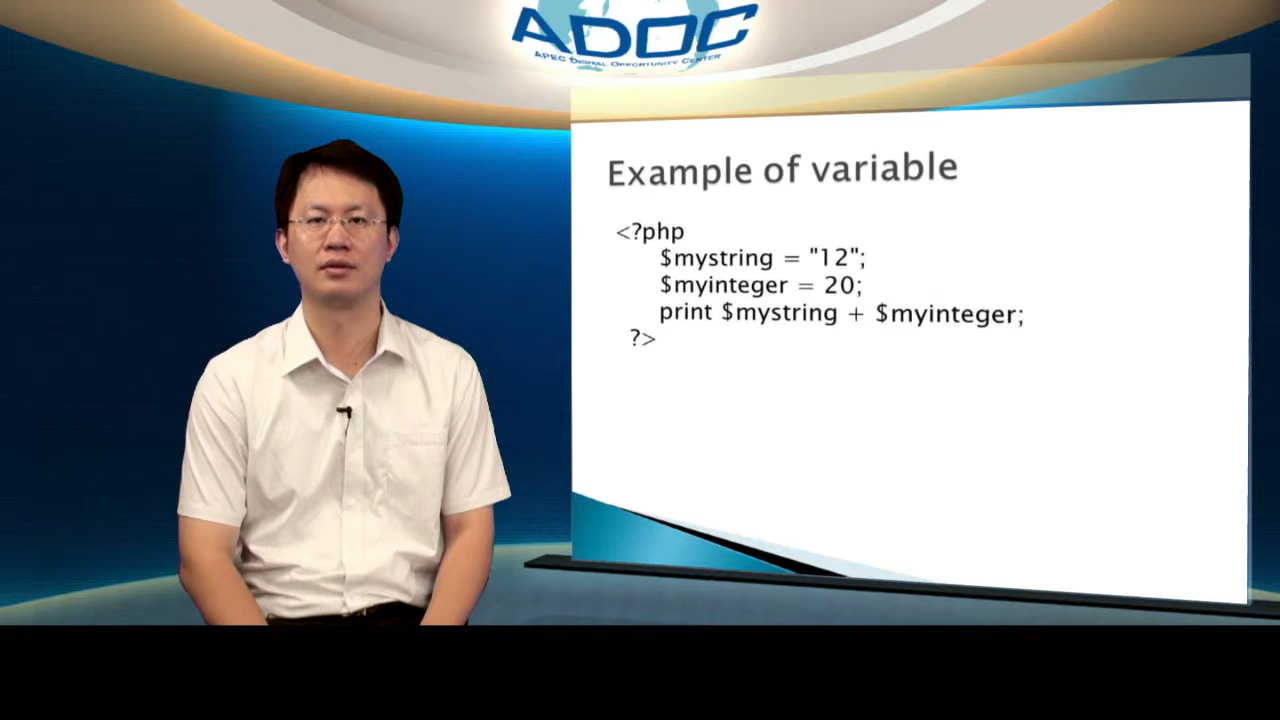 ADOC
APEC DIGITAL OPPORTUNITY CENTER
Example of variable
<?php
$mystring = "12";
$myinteger = 20;
print $mystring + $myinteger;
?>